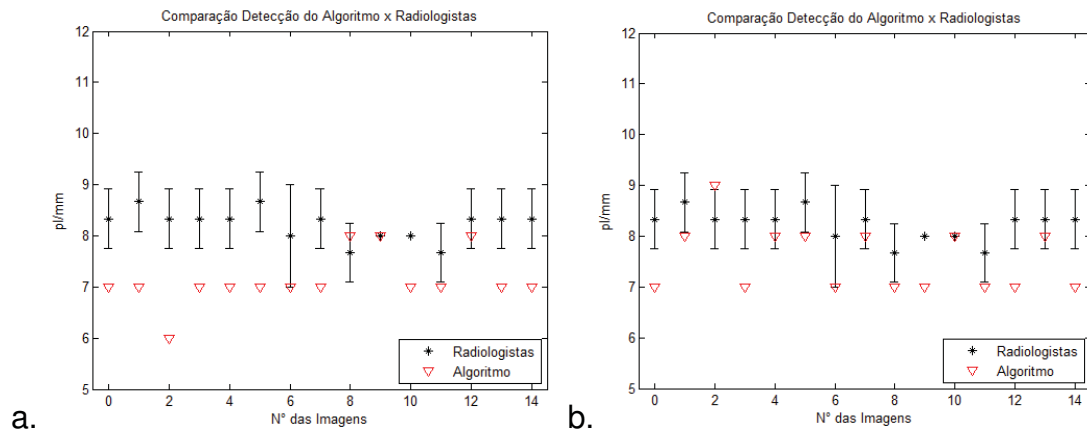 Comparação Detecção do Algoritmo x Radiologistas
12
11
10
9
8
7
6
5
pl/mm
0 2 4 6 8 10 12 14
N° das Imagens
Radiologistas
Algoritmo
a.
Comparação Detecção do Algoritmo x Radiologistas
12
11
10
9
8
7
6
5
pl/mm
0 2 4 6 8 10 12 14
N° das Imagens
Radiologistas
Algoritmo
b.